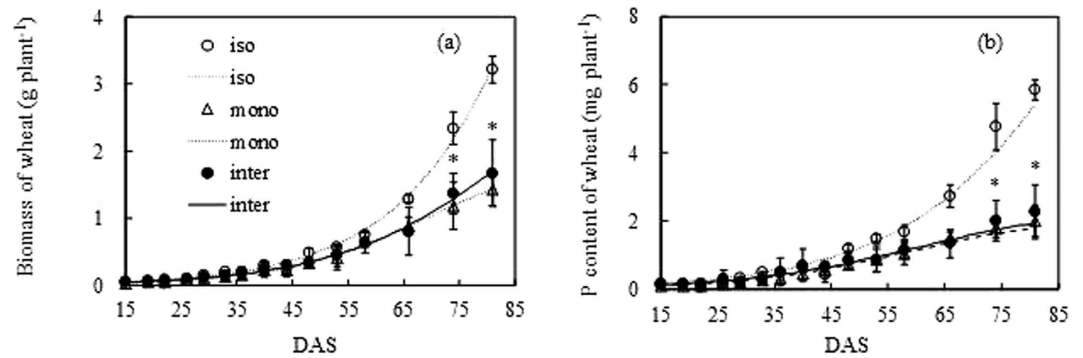 (a)
Biomass of wheat (g plant⁻¹)
4
3
2
1
0
iso
iso
mono
mono
inter
inter
*
*
15 25 35 45 55 65 75 85
DAS
(b)
P content of wheat (mg plant⁻¹)
8
6
4
2
0
*
*
15 25 35 45 55 65 75 85
DAS